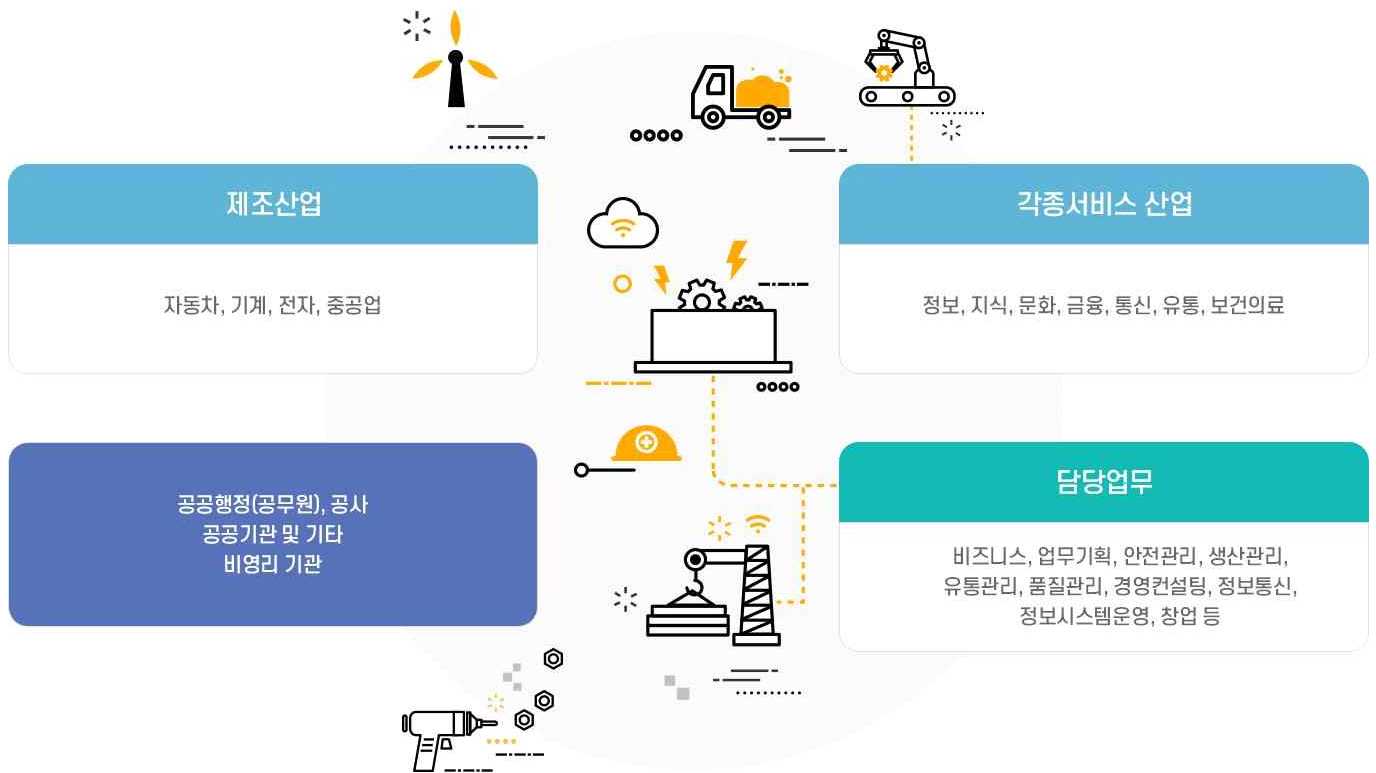 제조산업
자동차, 기계, 전자, 중공업
각종서비스 산업
정보, 지식, 문화, 금융, 통신, 유통, 보건의료
공공행정(공무원), 공사
공공기관 및 기타
비영리 기관
담당업무
비즈니스, 업무기획, 안전관리, 생산관리,
유통관리, 품질관리, 경영컨설팅, 정보통신,
정보시스템운영, 창업 등